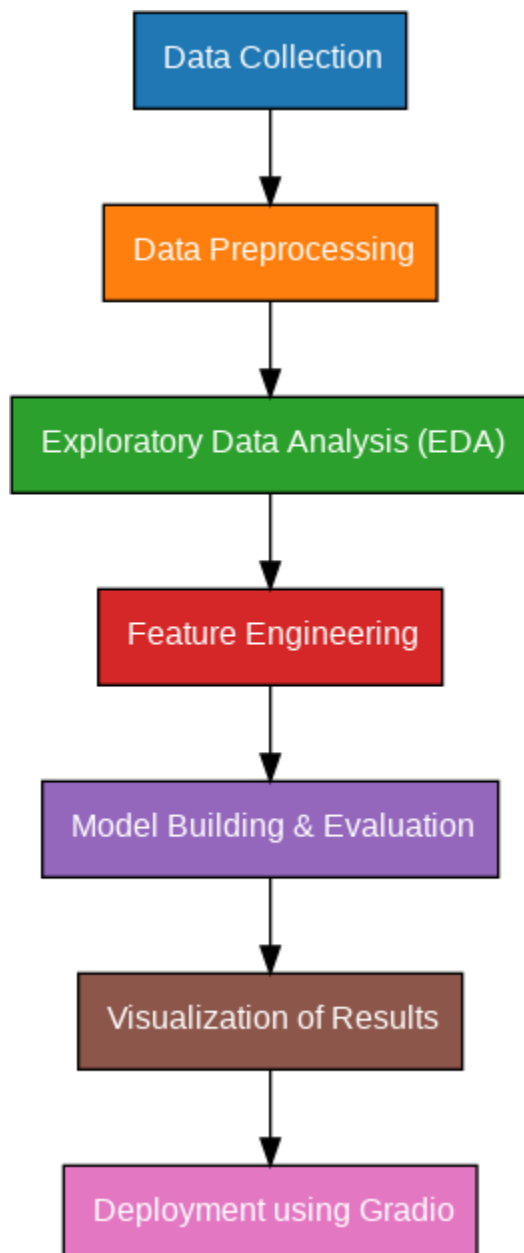 Data Collection
Data Preprocessing
Exploratory Data Analysis (EDA)
Feature Engineering
Model Building & Evaluation
Visualization of Results
Deployment using Gradio